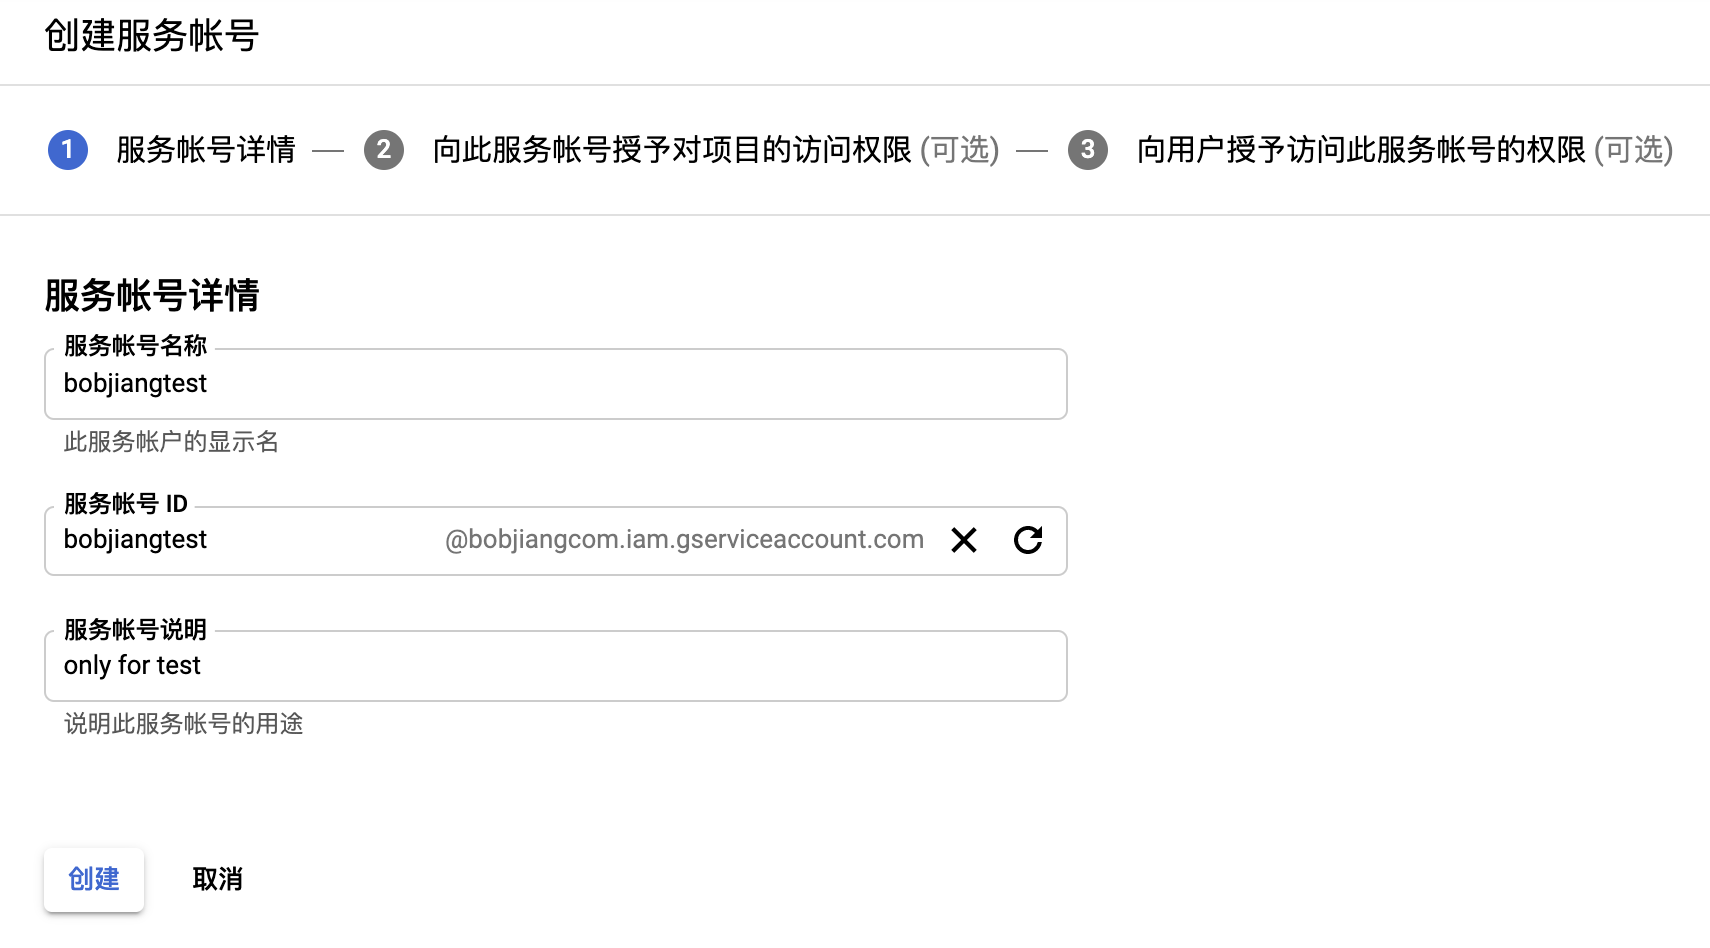 创建服务帐号
1 服务帐号详情 — 2 向此服务帐号授予对项目的访问权限 (可选) — 3 向用户授予访问此服务帐号的权限 (可选)
服务帐号详情
服务帐号名称
bobjiangtest
此服务帐户的显示名
服务帐号 ID
bobjiangtest @bobjiangcom.iam.gserviceaccount.com
服务帐号说明
only for test
说明此服务帐号的用途
创建 取消